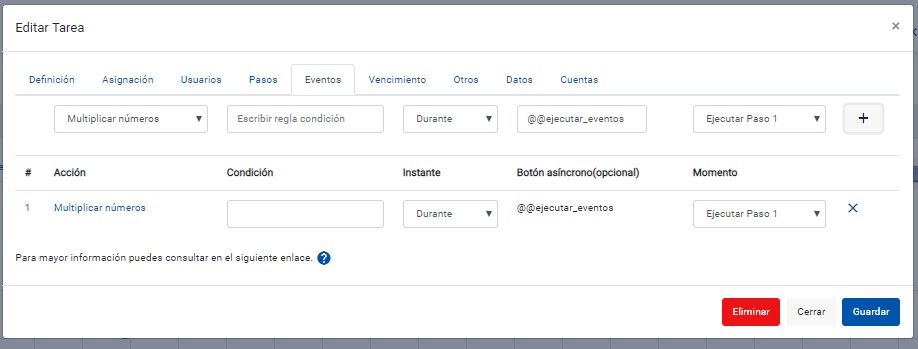 Editar Tarea ×
Definición Asignación Usuarios Pasos Eventos Vencimiento Otros Datos Cuentas
Multiplicar números Escribir regla condición Durante @@ejecutar_eventos Ejecutar Paso 1 +
# Acción Condición Instante Botón asíncrono(opcional) Momento
1 Multiplicar números Durante @@ejecutar_eventos Ejecutar Paso 1 ×
Para mayor información puedes consultar en el siguiente enlace. ?
Eliminar Cerrar Guardar